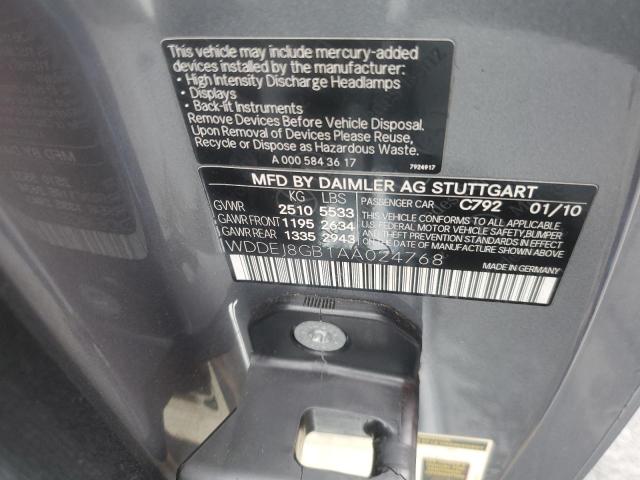 This vehicle may include mercury-added
devices installed by the manufacturer:
• High Intensity Discharge Headlamps
• Displays
• Back-lit Instruments
Remove Devices Before Vehicle Disposal.
Upon Removal of Devices Please Reuse,
Recycle or Dispose as Hazardous Waste.
A 000 584 36 17
7924917
MFD BY DAIMLER AG STUTTGART
KG LBS PASSENGER CAR C792 01/10
GVWR 2510 5533
GAWR FRONT 1195 2634
GAWR REAR 1335 2943
THIS VEHICLE CONFORMS TO ALL APPLICABLE
U.S. FEDERAL MOTOR VEHICLE SAFETY, BUMPER
AND THEFT PREVENTION STANDARDS IN EFFECT
ON THE DATE OF MANUFACTURE SHOWN ABOVE
WDDEJ8GB1AA024768
MADE IN GERMANY